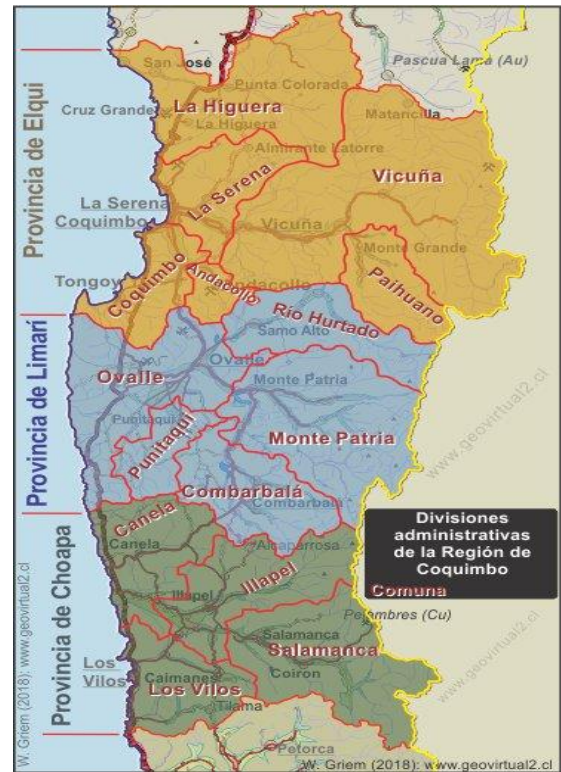 San José
Pascua Lama (Au)
Punta Colorada
Cruz Grande
La Higuera
La Higuera
Matancilla
Almirante Latorre
La Serena
Vicuña
La Serena
Coquimbo
Vicuña
Monte Grande
Tongoy
Coquimbo
Andacollo
Andacollo
Paihuano
Río Hurtado
Samo Alto
Ovalle
Ovalle
Monte Patria
Punitaqui
Punitaqui
Monte Patria
Combarbalá
Combarbalá
Canela
Canela
Alcaparrosa
Illapel
Illapel
Divisiones
administrativas
de la Región de
Coquimbo
Comuna
Pelambres (Cu)
Salamanca
Salamanca
Los
Vilos
Caimanes
Coiron
Los Vilos
Tilama
Petorca
Provincia de Elqui
Provincia de Limarí
Provincia de Choapa
W. Griem (2018): www.geovirtual2.cl
www.geovirtual2.cl
www.geovirtual2.cl
W. Griem (2018): www.geovirtual2.cl